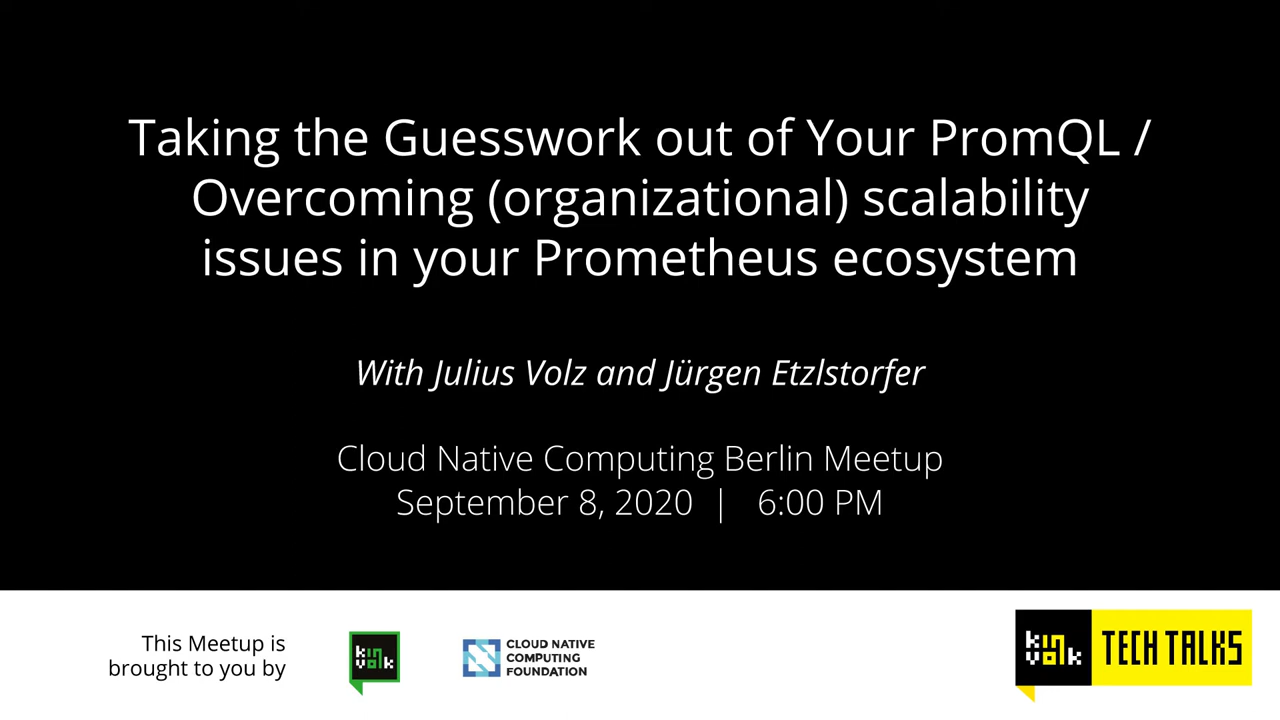 Taking the Guesswork out of Your PromQL /
Overcoming (organizational) scalability
issues in your Prometheus ecosystem
With Julius Volz and Jürgen Etzlstorfer
Cloud Native Computing Berlin Meetup
September 8, 2020 | 6:00 PM
This Meetup is
brought to you by
kin
volk
CLOUD NATIVE
COMPUTING
FOUNDATION
kin
volk
TECH TALKS